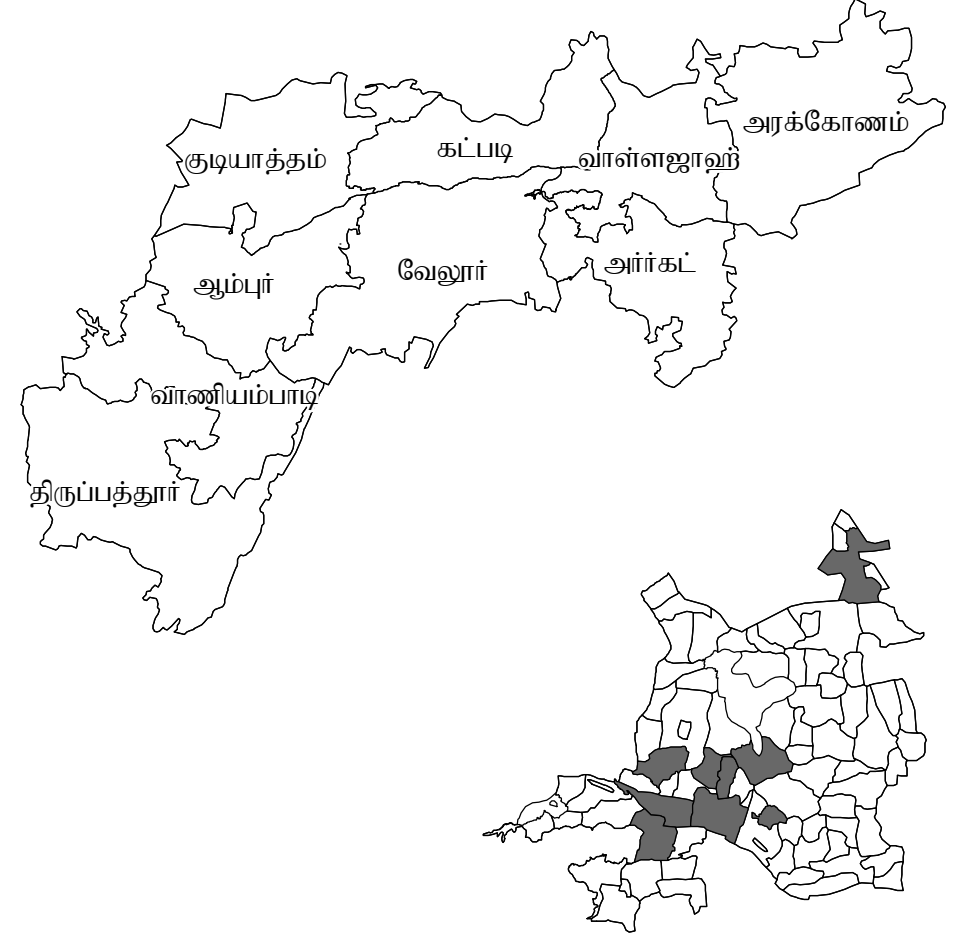 அரக்கோணம்
கட்படி
குடியாத்தம்
வாள்ளஜாஹ்
அர்ர்கட்
வேலூர்
ஆம்புர்
வாணியம்பாடி
திருப்பத்தூர்